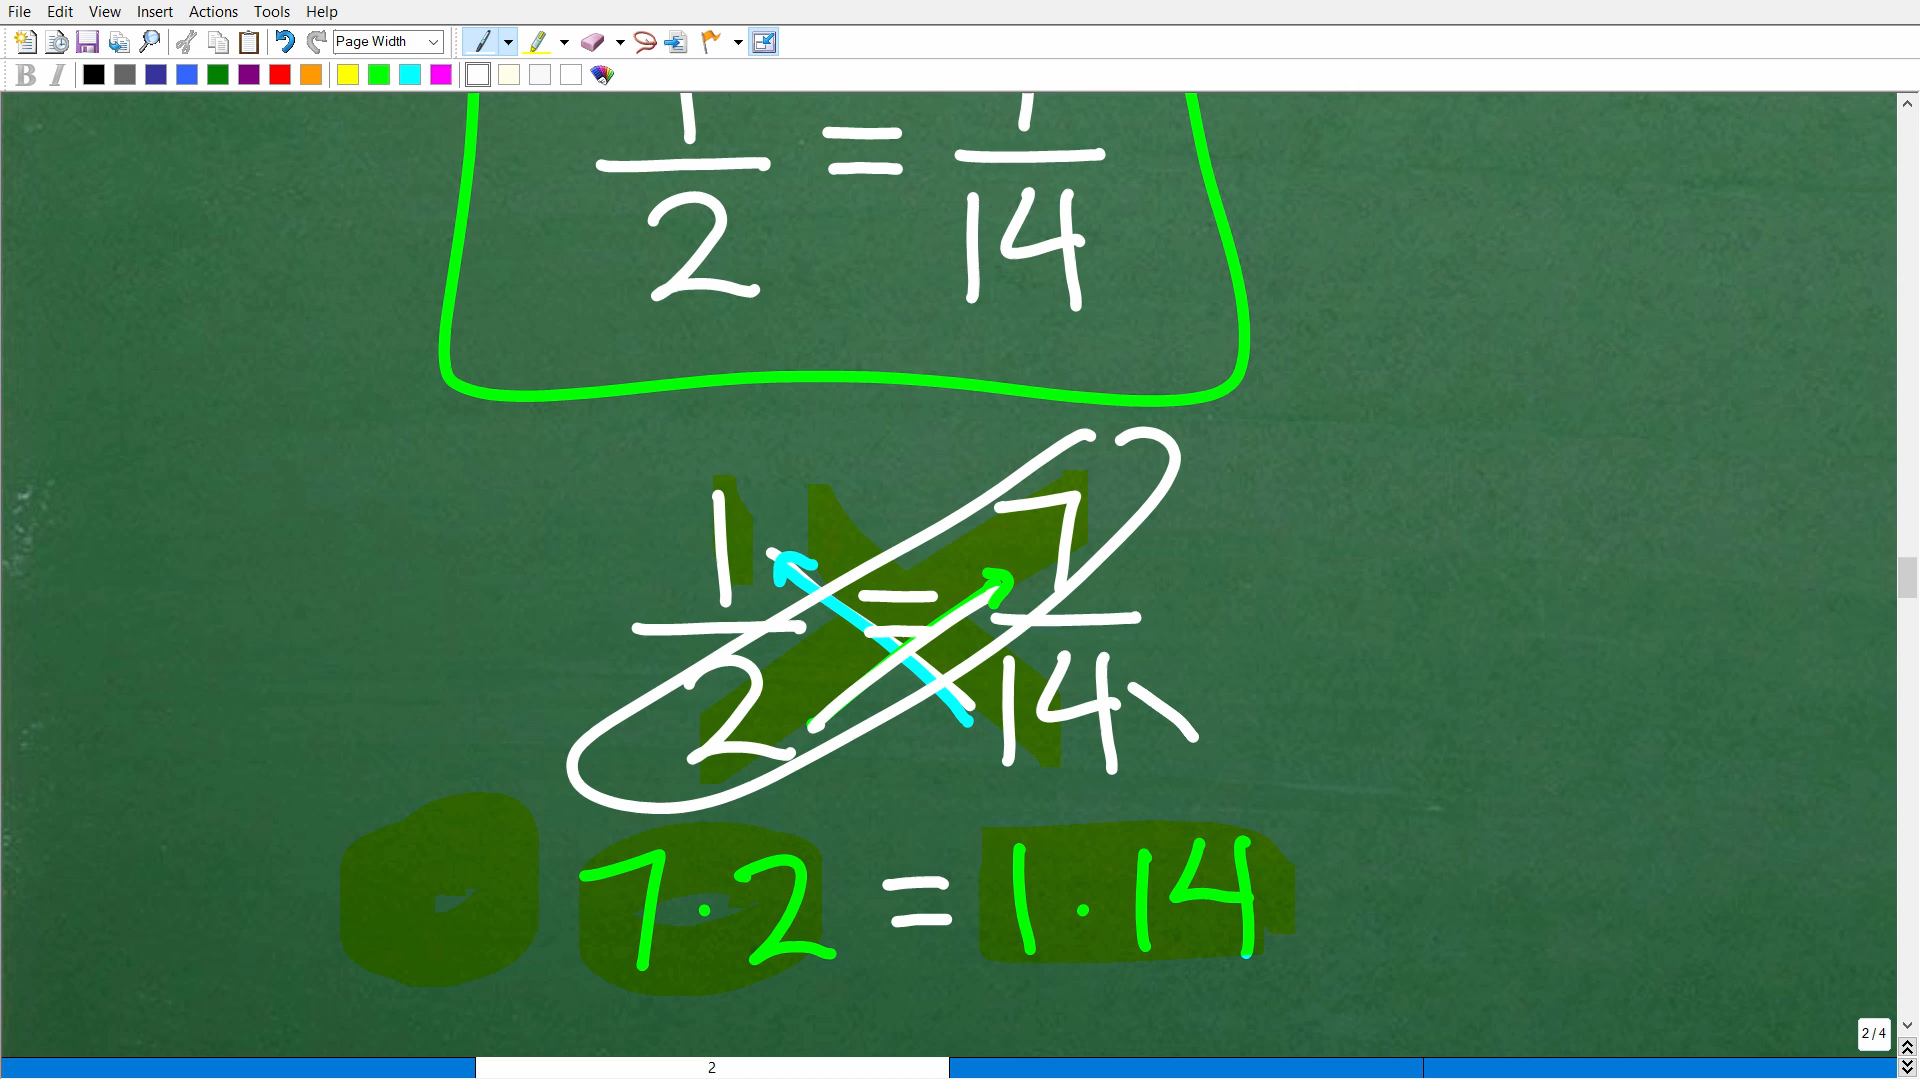 File Edit View Insert Actions Tools Help
Page Width
B I
1/2 = 7/14
1/2 = 7/14
7 · 2 = 1 · 14
2 / 4
2